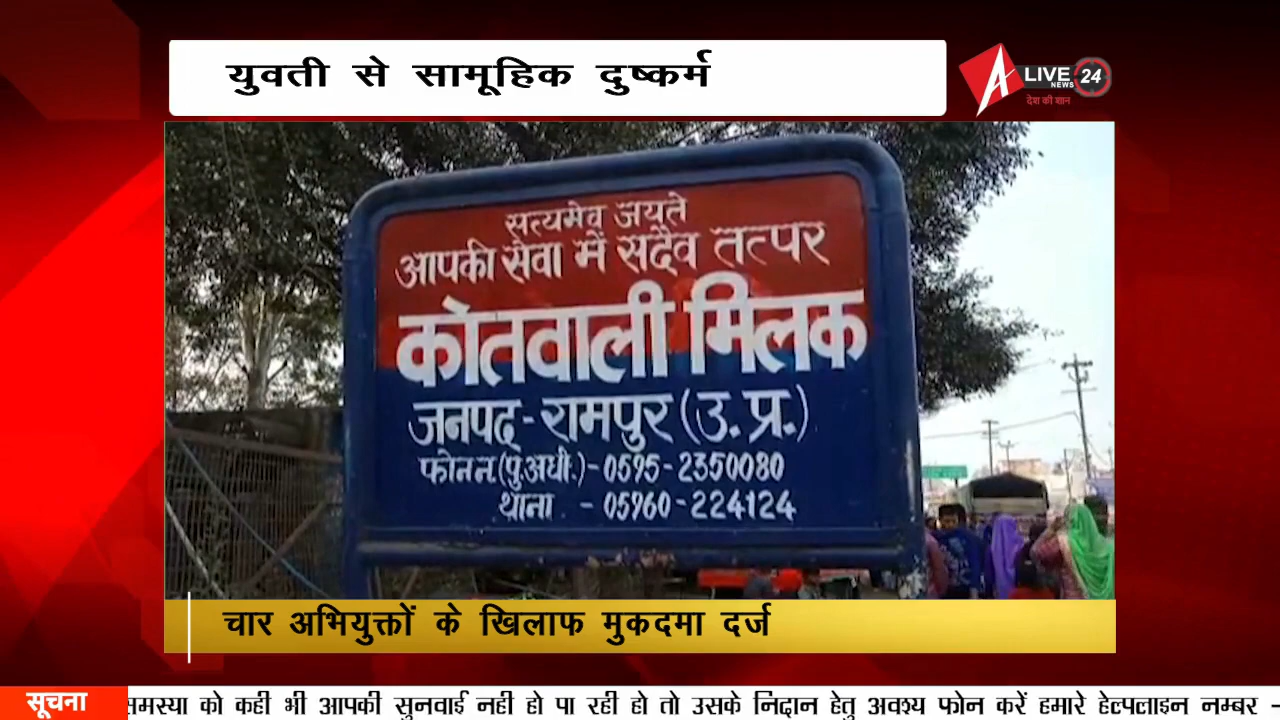 युवती से सामूहिक दुष्कर्म
A LIVE 24
NEWS
देश की शान
सत्यमेव जयते
आपकी सेवा में सदैव तत्पर
कोतवाली मिलक
जनपद-रामपुर (उ.प्र.)
फोन न (पु.अधी.)-0595-2350080
थाना . - 05960-224124
चार अभियुक्तों के खिलाफ मुकदमा दर्ज
सूचना
समस्या को कहीं भी आपकी सुनवाई नहीं हो पा रही हो तो उसके निदान हेतु अवश्य फोन करें हमारे हेल्पलाइन नम्बर -